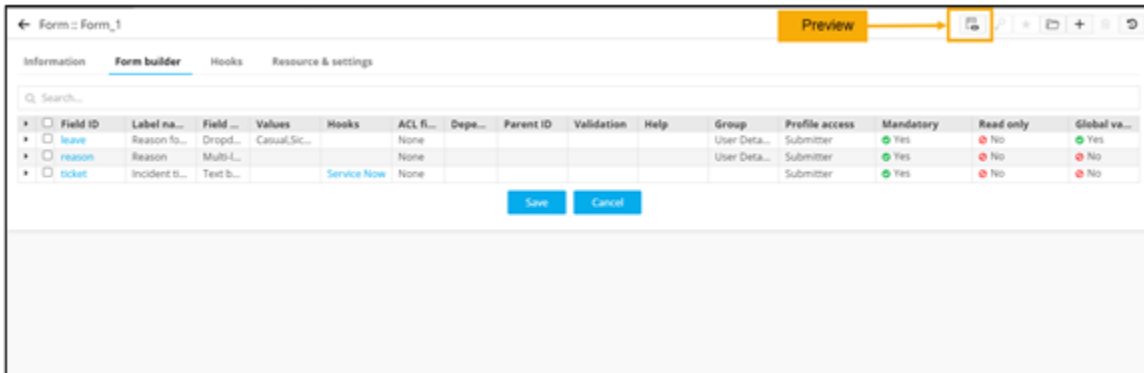 Form :: Form_1
Preview
Information Form builder Hooks Resource & settings
Search...
Field ID Label na... Field ... Values Hooks ACL fi... Depe... Parent ID Validation Help Group Profile access Mandatory Read only Global va...
leave Reason fo... Dropd... Casual,Sic... None User Deta... Submitter Yes No Yes
reason Reason Multi-l... None User Deta... Submitter Yes No No
ticket Incident ti... Text b... Service Now None Submitter Yes No No
Save Cancel